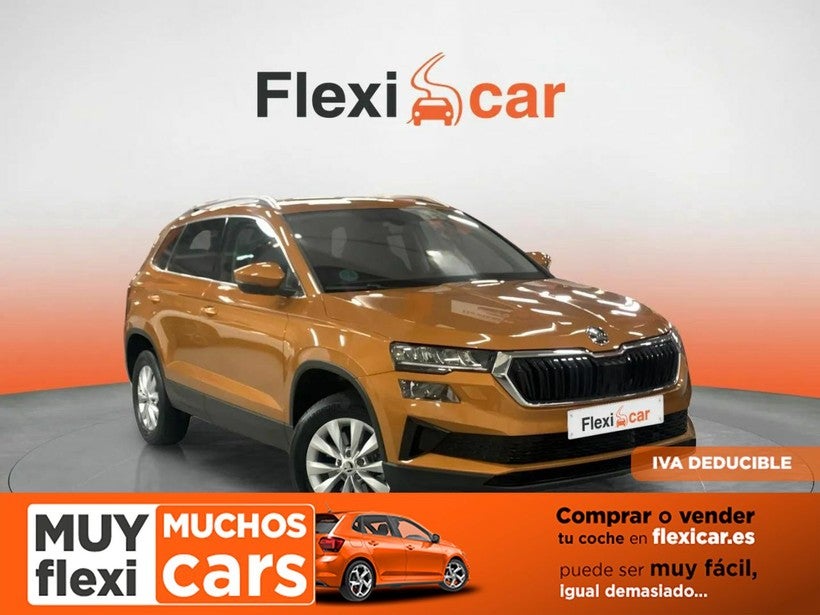 Flexicar
Flexicar
IVA DEDUCIBLE
MUY
flexi
MUCHOS
cars
Comprar o vender
tu coche en flexicar.es
puede ser muy fácil,
igual demaslado...